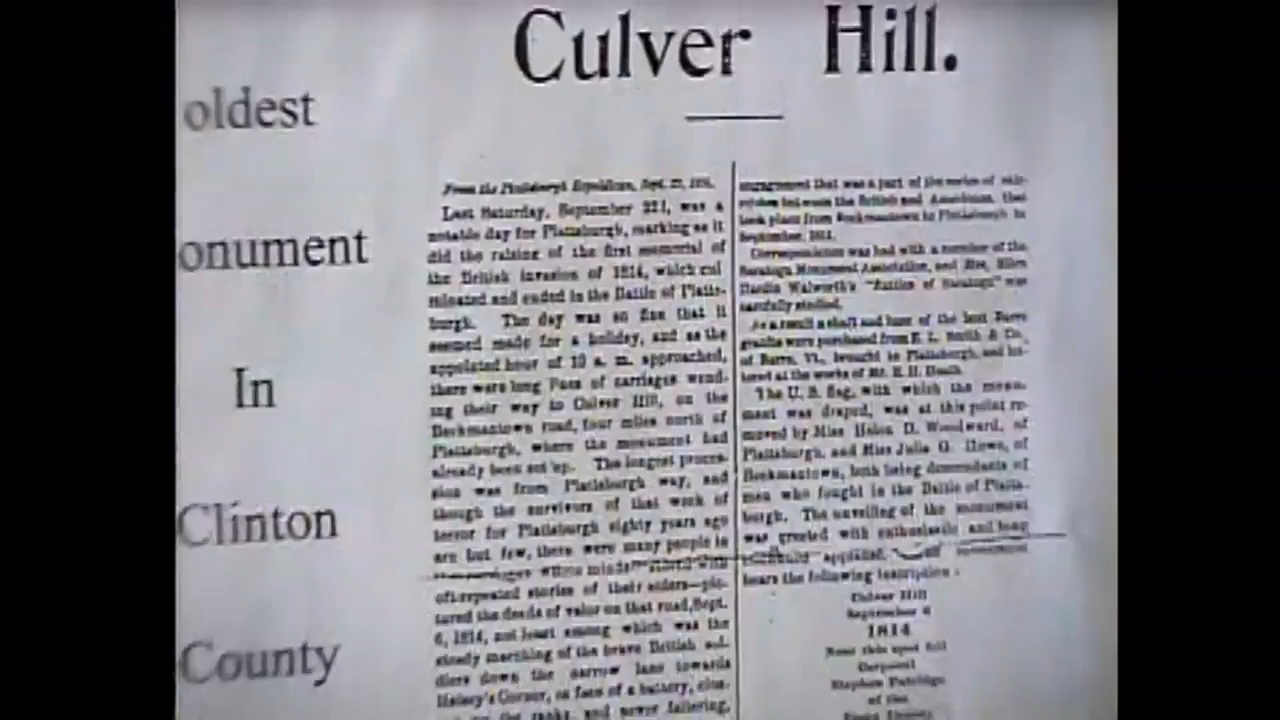 Culver Hill.
oldest
onument
In
Clinton
County
From the Plattsburgh Republican, Sept.
Last Saturday, September 22d, was a
notable day for Plattsburgh, marking as it
did the raising of the first memorial of
the British invasion of 1814, which cul
minated and ended in the Battle of Platts-
burgh. The day was so fine that it
seemed made for a holiday, and as the
appointed hour of 10 a. m. approached,
there were long lines of carriages wend-
ing their way to Culver Hill, on the
Beekmantown road, four miles north of
Plattsburgh, where the monument had
already been set up. The longest proces-
sion was from Plattsburgh way, and
though the survivors of that week of
terror for Plattsburgh eighty years ago
are but few, there were many people in
whose minds stored with
oft-repeated stories of their elders—pic-
tured the deeds of valor on that road, Sept.
6, 1814, not least among which was the
steady marching of the brave British sol-
diers down the narrow lane towards
Halsey's Corner, in face of a battery, clos-
the ranks, and never faltering,
engagement that was a part of the series of skir-
mishes between the British and Americans, that
took place from Beekmantown to Plattsburgh in
September, 1814.
Correspondence was had with a member of the
Saratoga Monument Association, and Mrs. Ellen
Hardin Walworth's "Battles of Saratoga" was
carefully studied.
As a result a shaft and base of the best Barre
granite were purchased from E. L. Smith & Co.
of Barre, Vt., brought to Plattsburgh, and let-
tered at the works of Mr. R. H.
The U. S. flag, with which the monu-
ment was draped, was at this point re-
moved by Miss Helen D. Woodward, of
Plattsburgh, and Miss Julia G. Howe, of
Beekmantown, both being descendants of
men who fought in the Battle of Platts-
burgh. The unveiling of the monument
was greeted with enthusiastic and long
continued applause.
bears the following inscription:
Culver Hill
September 6
1814
Near this spot fell
Corporal
Stephen Partridge
of the